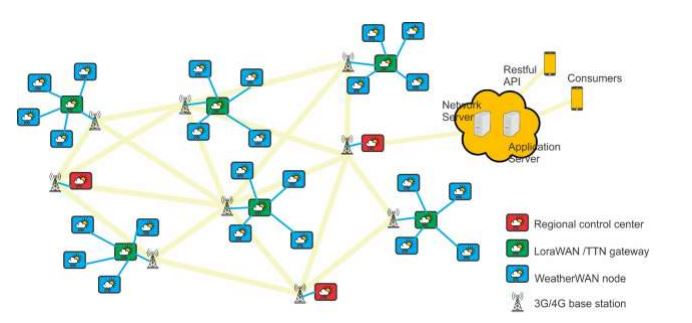 Restful
API
Consumers
Network
Server
Application
Server
Regional control center
LoraWAN /TTN gateway
WeatherWAN node
3G/4G base station